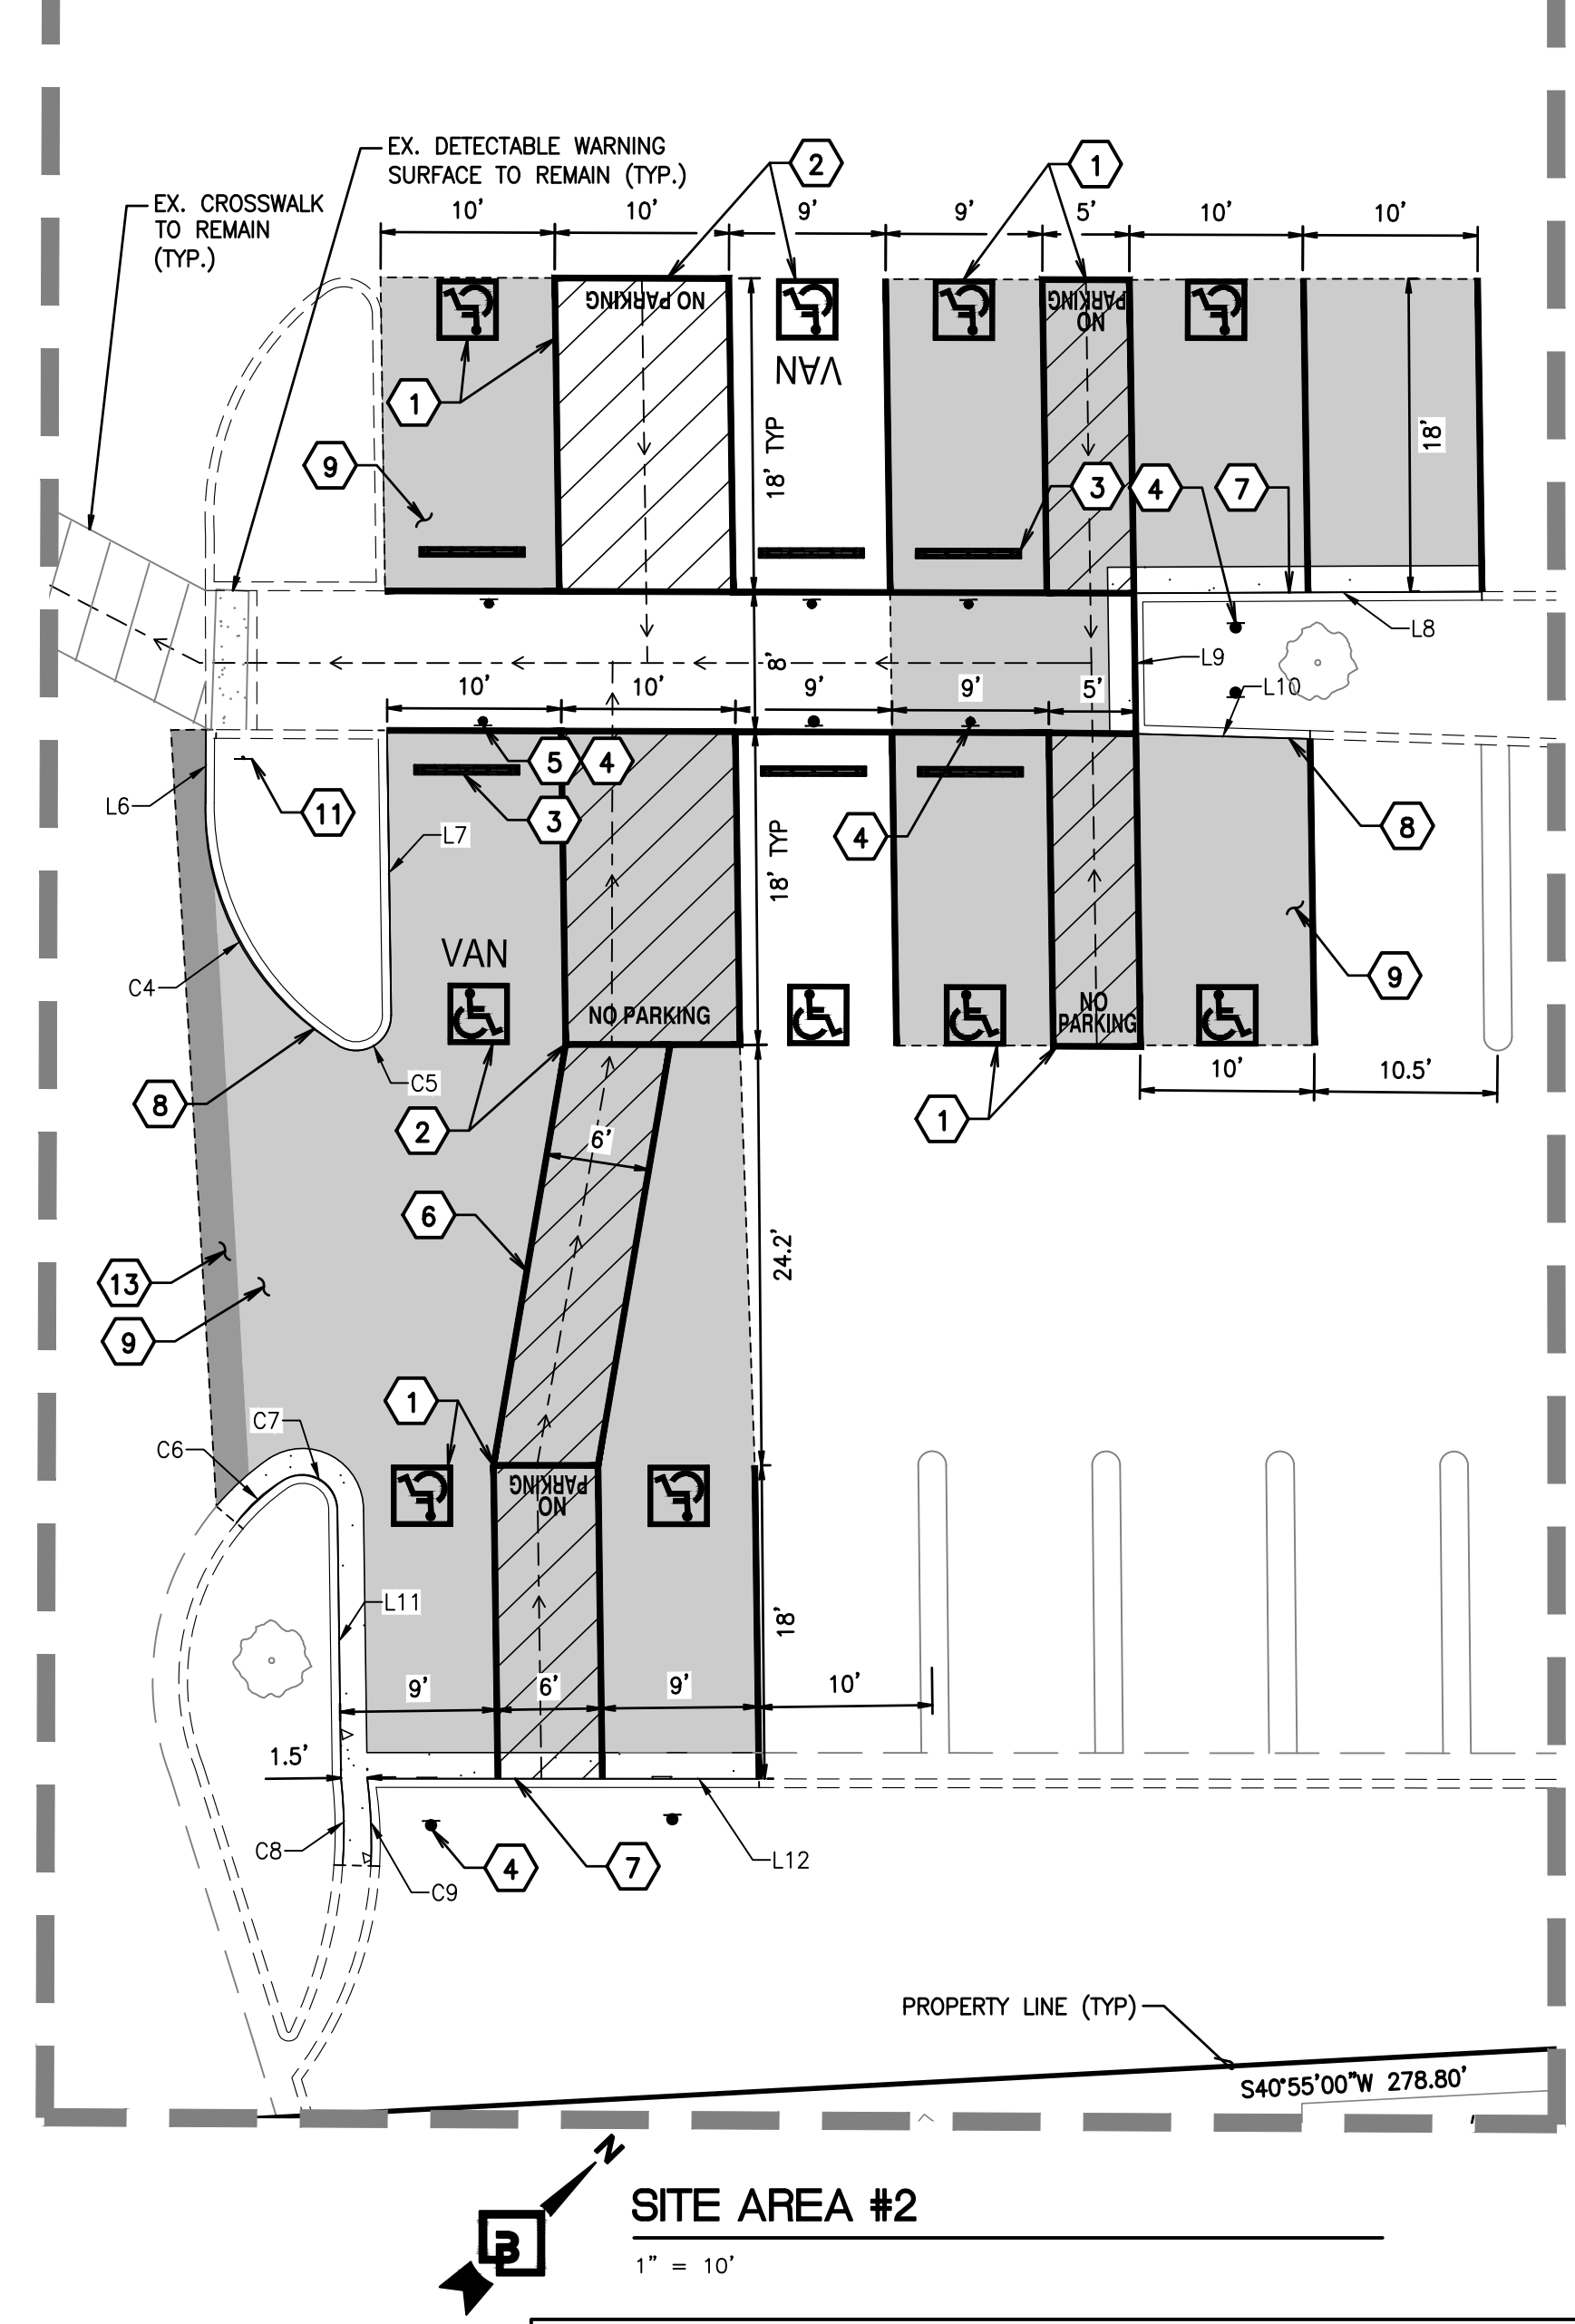 EX. DETECTABLE WARNING
SURFACE TO REMAIN (TYP.)
2
1
EX. CROSSWALK
TO REMAIN
(TYP.)
10'
10'
9'
9'
5'
10'
10'
NO PARKING
NO
PARKING
VAN
1
18' TYP
18'
9
3
4
7
L8
L9
L10
8'
10'
10'
9'
9'
5'
5
4
L6
11
3
L7
4
8
18' TYP
VAN
9
C4
NO PARKING
NO
PARKING
C5
10'
10.5'
8
2
1
6'
6
24.2'
13
9
1
C7
C6
NO
PARKING
L11
18'
9'
6'
9'
10'
1.5'
C8
C9
4
7
L12
PROPERTY LINE (TYP)
S40°55'00"W 278.80'
N
B
SITE AREA #2
1" = 10'